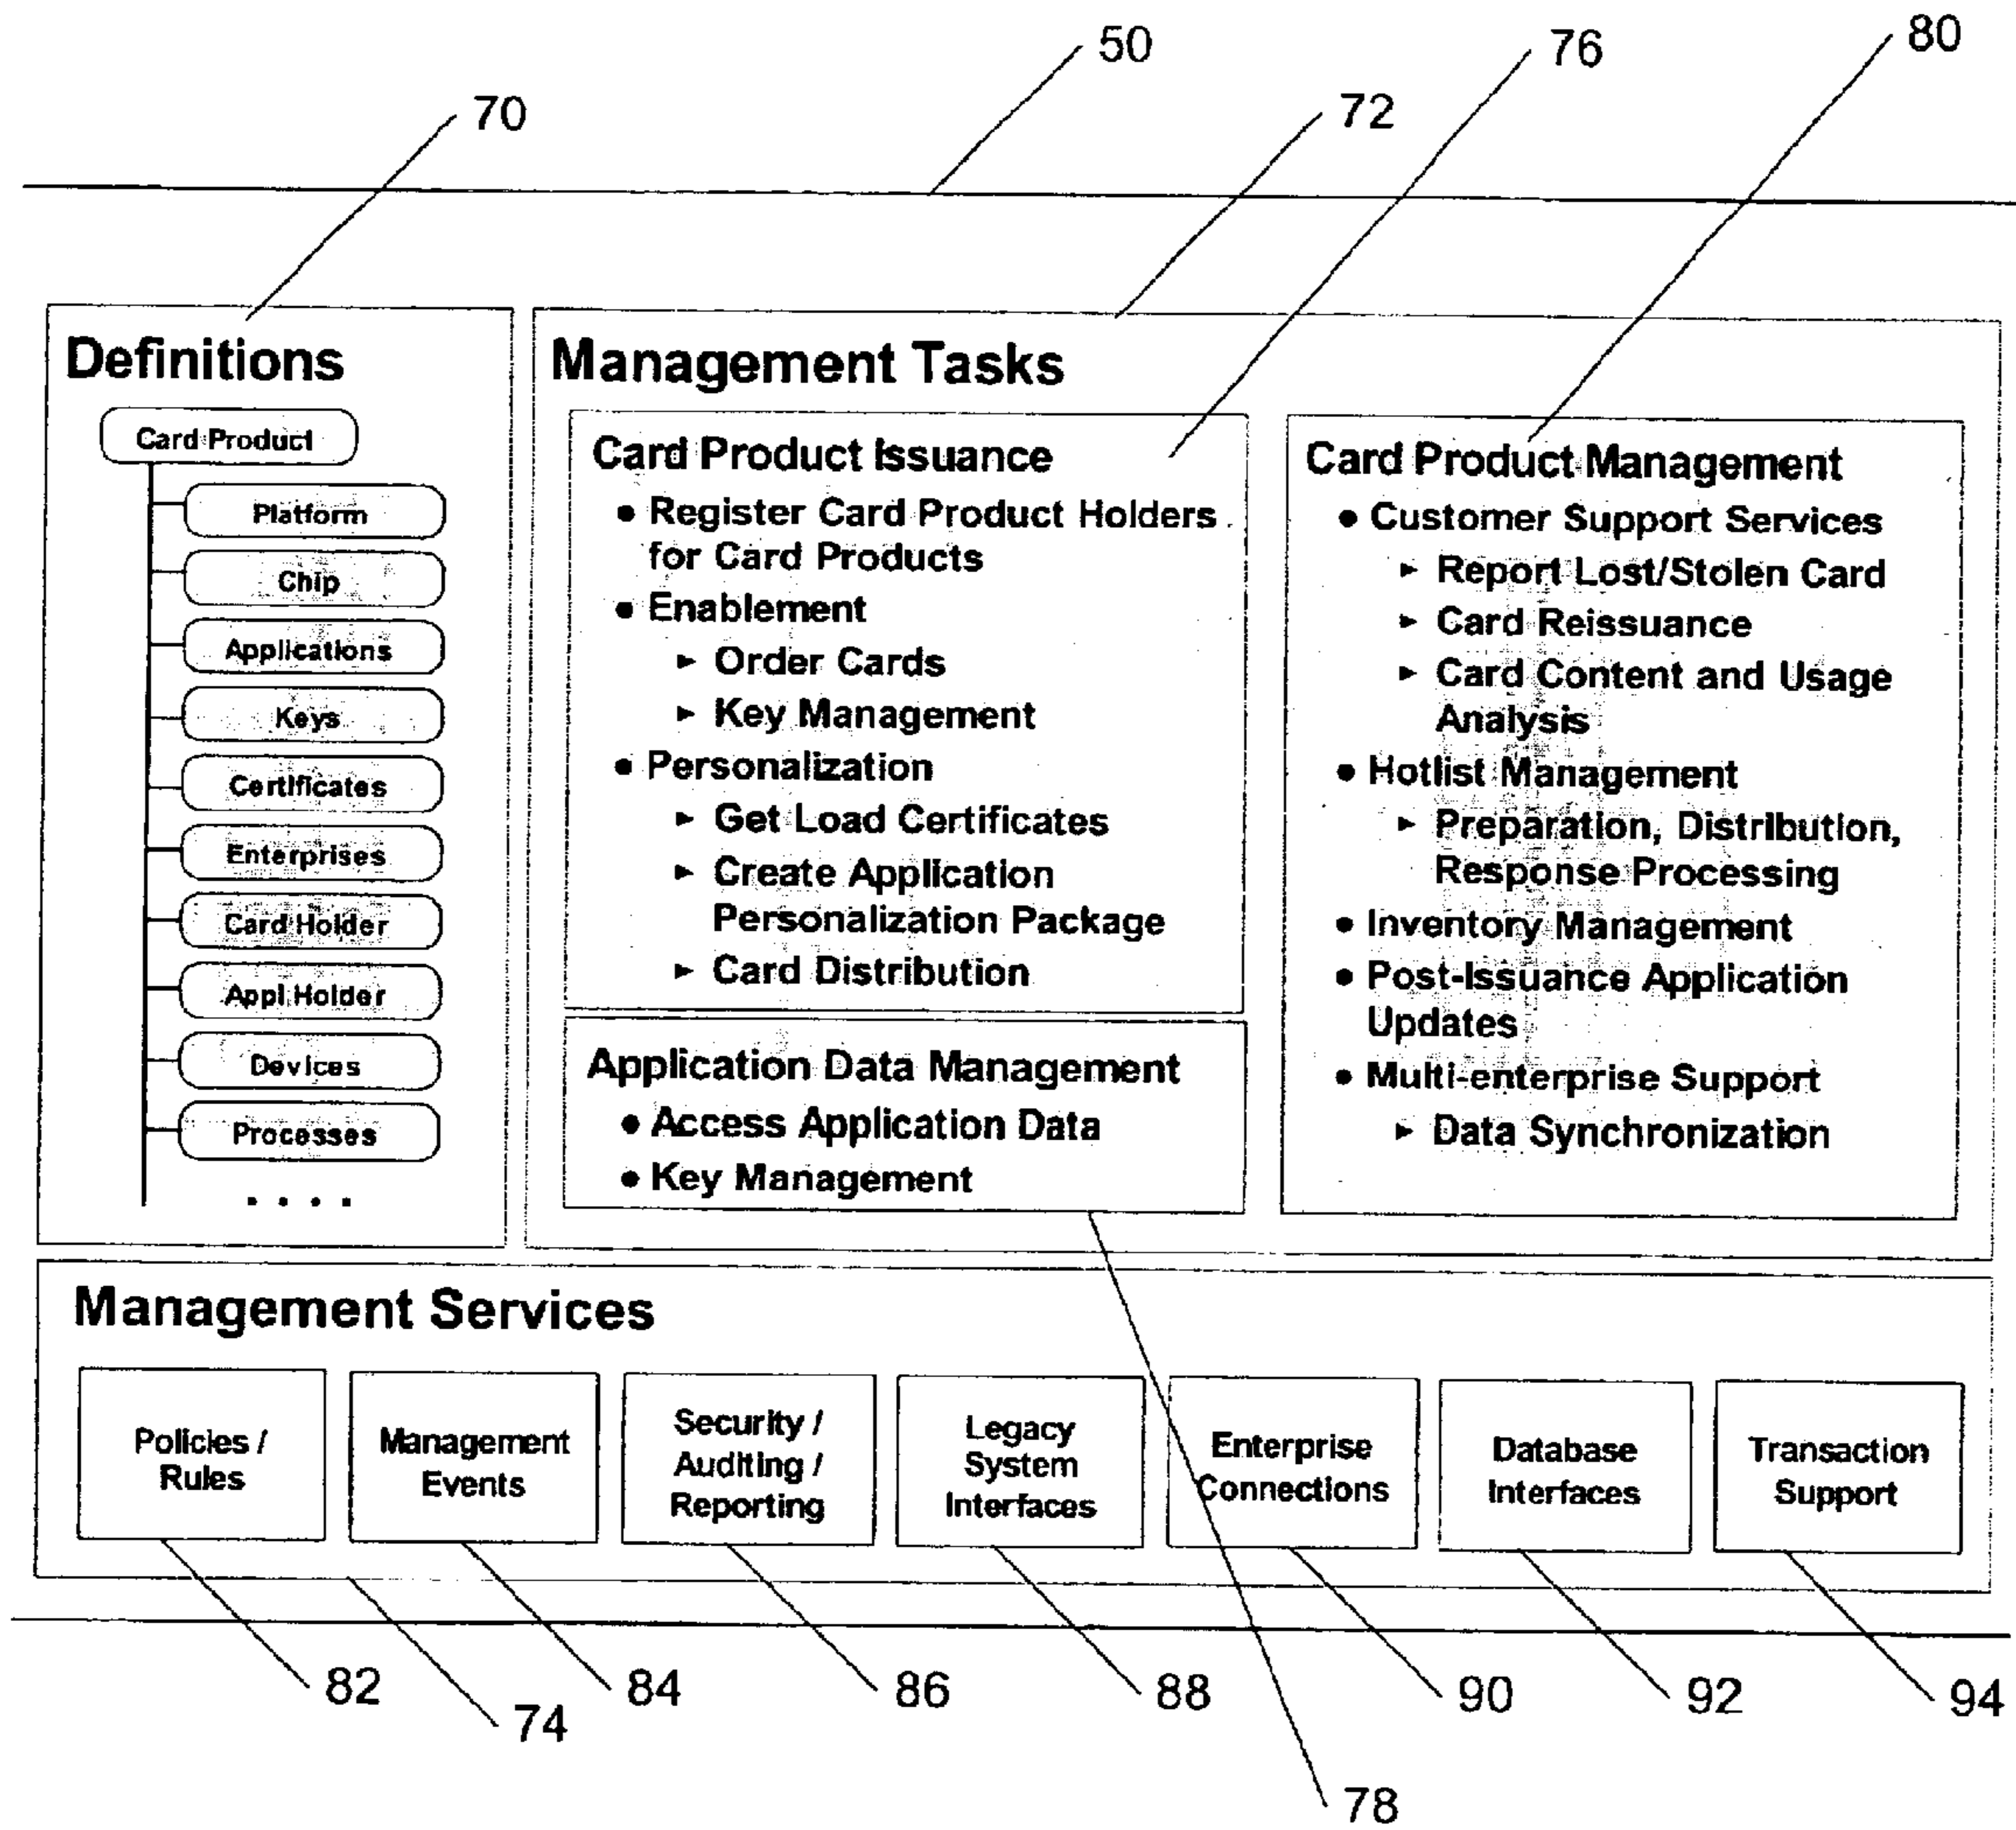 50
76
80
70
72
Definitions
Card Product
Platform
Chip
Applications
Keys
Certificates
Enterprises
Card Holder
Appl Holder
Devices
Processes
. . . .
Management Tasks
Card Product Issuance
• Register Card Product Holders
for Card Products
• Enablement
► Order Cards
► Key Management
• Personalization
► Get Load Certificates
► Create Application
Personalization Package
► Card Distribution
Application Data Management
• Access Application Data
• Key Management
Card Product Management
• Customer Support Services
► Report Lost/Stolen Card
► Card Reissuance
► Card Content and Usage
Analysis
• Hotlist Management
► Preparation, Distribution,
Response Processing
• Inventory Management
• Post-Issuance Application
Updates
• Multi-enterprise Support
► Data Synchronization
Management Services
Policies /
Rules
Management
Events
Security /
Auditing /
Reporting
Legacy
System
Interfaces
Enterprise
Connections
Database
Interfaces
Transaction
Support
82
74
84
86
88
90
92
94
78